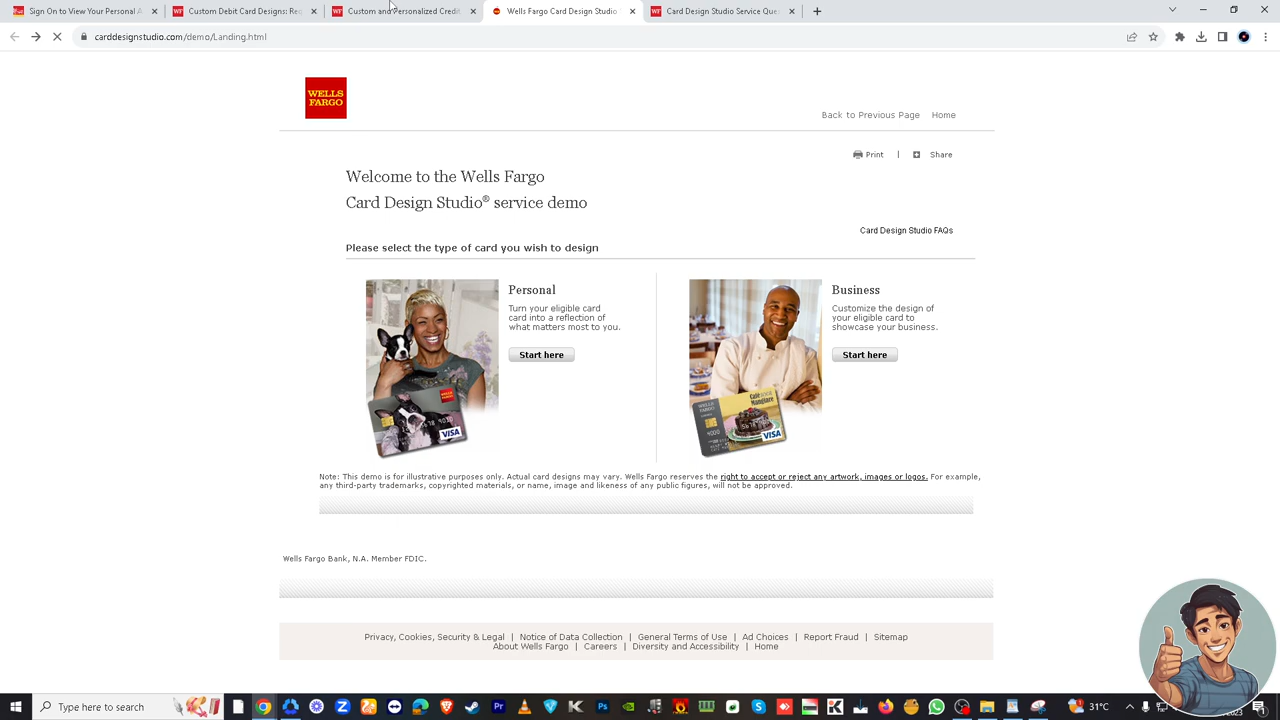 Sign On to View Your Personal A
Custom Debit Card Designs | Re
Personalized Credit Car
Wells Fargo Card Design Studio
Card Design Studio Service Que
carddesignstudio.com/demo/Landing.html
WELLS
FARGO
Back to Previous Page Home
Print | Share
Welcome to the Wells Fargo
Card Design Studio® service demo
Card Design Studio FAQs
Please select the type of card you wish to design
Personal
Turn your eligible card
card into a reflection of
what matters most to you.
Start here
VISA
Business
Customize the design of
your eligible card to
showcase your business.
Start here
WELLS
FARGO
4000
VISA
Note: This demo is for illustrative purposes only. Actual card designs may vary. Wells Fargo reserves the right to accept or reject any artwork, images or logos. For example,
any third-party trademarks, copyrighted materials, or name, image and likeness of any public figures, will not be approved.
Wells Fargo Bank, N.A. Member FDIC.
Privacy, Cookies, Security & Legal | Notice of Data Collection | General Terms of Use | Ad Choices | Report Fraud | Sitemap
About Wells Fargo | Careers | Diversity and Accessibility | Home
Type here to search
31°C